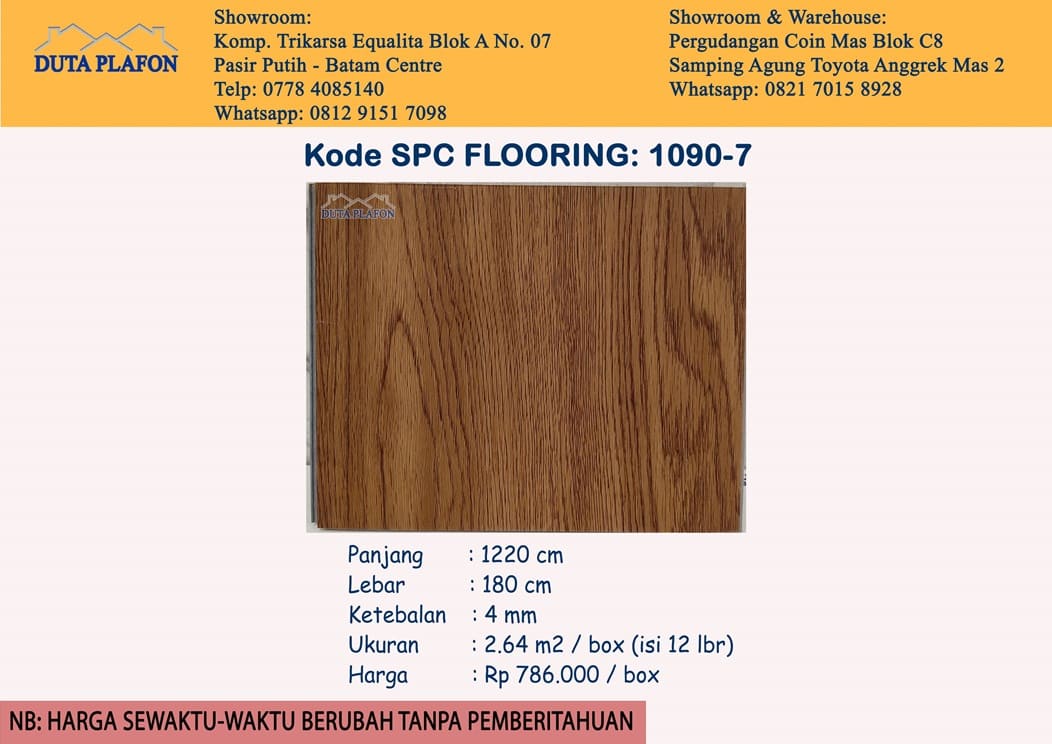 DUTA PLAFON
Showroom:
Komp. Trikarsa Equalita Blok A No. 07
Pasir Putih - Batam Centre
Telp: 0778 4085140
Whatsapp: 0812 9151 7098
Showroom & Warehouse:
Pergudangan Coin Mas Blok C8
Samping Agung Toyota Anggrek Mas 2
Whatsapp: 0821 7015 8928
Kode SPC FLOORING: 1090-7
DUTA PLAFON
Panjang : 1220 cm
Lebar : 180 cm
Ketebalan : 4 mm
Ukuran : 2.64 m2 / box (isi 12 lbr)
Harga : Rp 786.000 / box
NB: HARGA SEWAKTU-WAKTU BERUBAH TANPA PEMBERITAHUAN